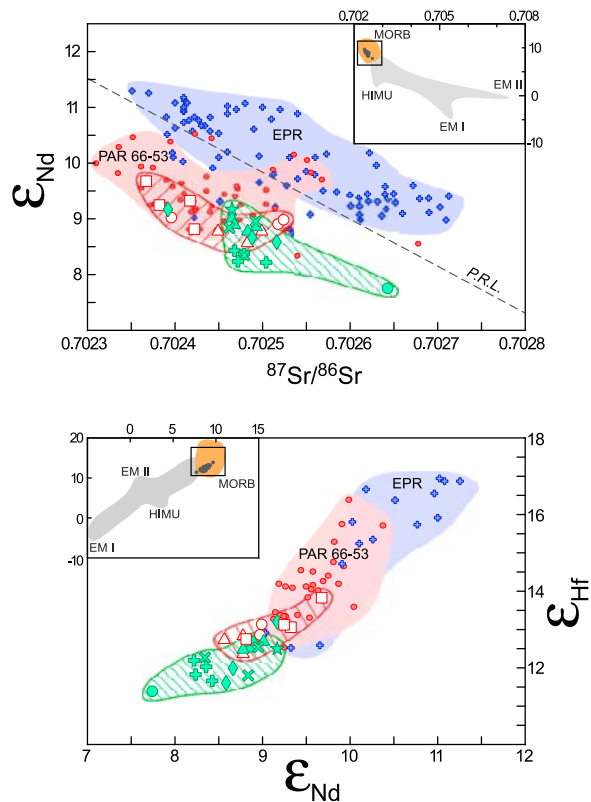 0.702 0.705 0.708
MORB
10
0
-10
HIMU
EM I
EM II
12
11
10
9
8
εNd
EPR
PAR 66-53
P.R.L.
0.7023 0.7024 0.7025 0.7026 0.7027 0.7028
87Sr/86Sr
0 5 10 15
20
10
0
-10
EM II
HIMU
MORB
EM I
18
16
14
12
10
εHf
EPR
PAR 66-53
7 8 9 10 11 12
εNd